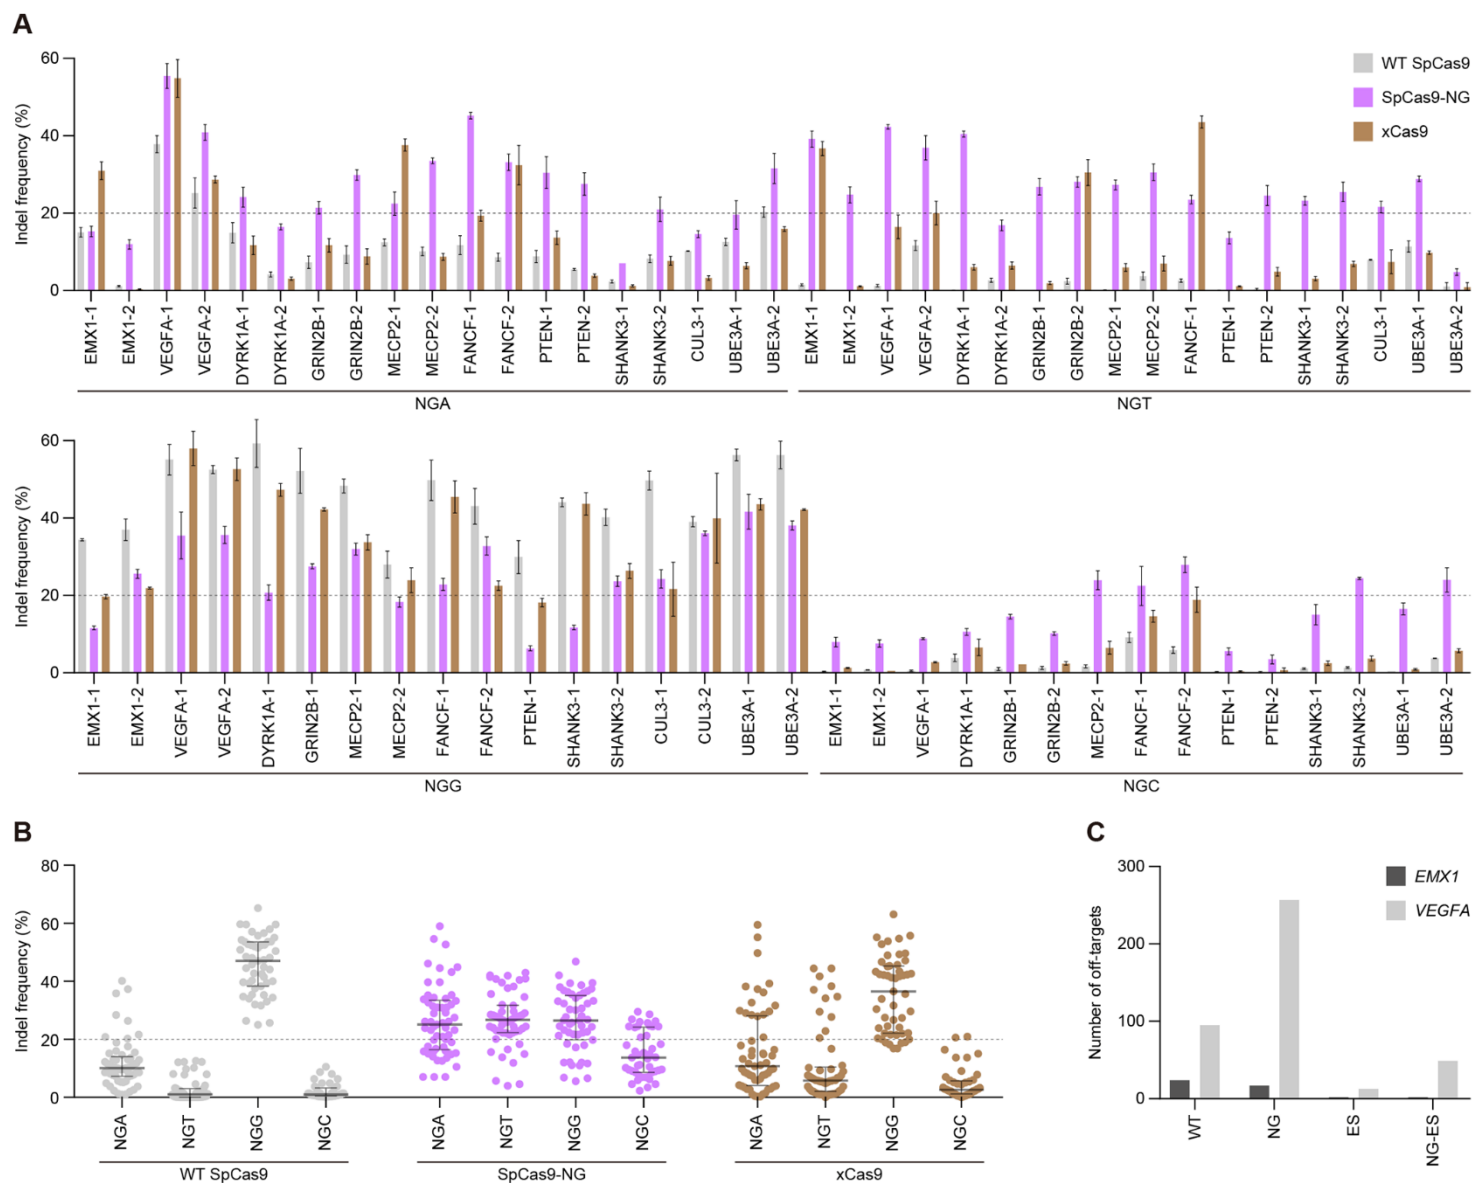 A
Indel frequency (%)
60
40
20
0
WT SpCas9
SpCas9-NG
xCas9
EMX1-1
EMX1-2
VEGFA-1
VEGFA-2
DYRK1A-1
DYRK1A-2
GRIN2B-1
GRIN2B-2
MECP2-1
MECP2-2
FANCF-1
FANCF-2
PTEN-1
PTEN-2
SHANK3-1
SHANK3-2
CUL3-1
UBE3A-1
UBE3A-2
EMX1-1
EMX1-2
VEGFA-1
VEGFA-2
DYRK1A-1
DYRK1A-2
GRIN2B-1
GRIN2B-2
MECP2-1
MECP2-2
FANCF-1
PTEN-1
PTEN-2
SHANK3-1
SHANK3-2
CUL3-1
UBE3A-1
UBE3A-2
NGA
NGT
Indel frequency (%)
60
40
20
0
EMX1-1
EMX1-2
VEGFA-1
VEGFA-2
DYRK1A-1
GRIN2B-1
MECP2-1
MECP2-2
FANCF-1
FANCF-2
PTEN-1
SHANK3-1
SHANK3-2
CUL3-1
CUL3-2
UBE3A-1
UBE3A-2
EMX1-1
EMX1-2
VEGFA-1
DYRK1A-1
GRIN2B-1
GRIN2B-2
MECP2-1
FANCF-1
FANCF-2
PTEN-1
PTEN-2
SHANK3-1
SHANK3-2
UBE3A-1
UBE3A-2
NGG
NGC
B
Indel frequency (%)
80
60
40
20
0
NGA
NGT
NGG
NGC
NGA
NGT
NGG
NGC
NGA
NGT
NGG
NGC
WT SpCas9
SpCas9-NG
xCas9
C
Number of off-targets
300
200
100
0
EMX1
VEGFA
WT
NG
ES
NG-ES